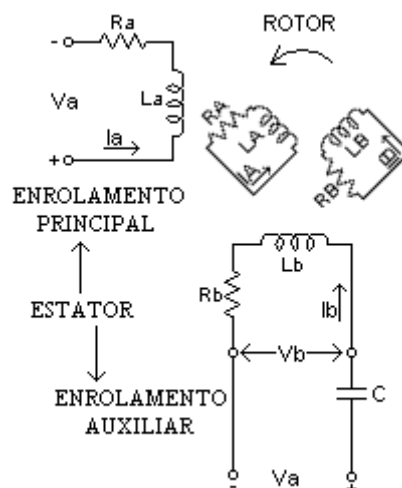 Ra
ROTOR
-
Va
La
RA
LA
IA
LB
RB
IB
Ia
+
ENROLAMENTO
PRINCIPAL
Lb
Rb
Ib
ESTATOR
Vb
ENROLAMENTO
AUXILIAR
C
Va
-
+